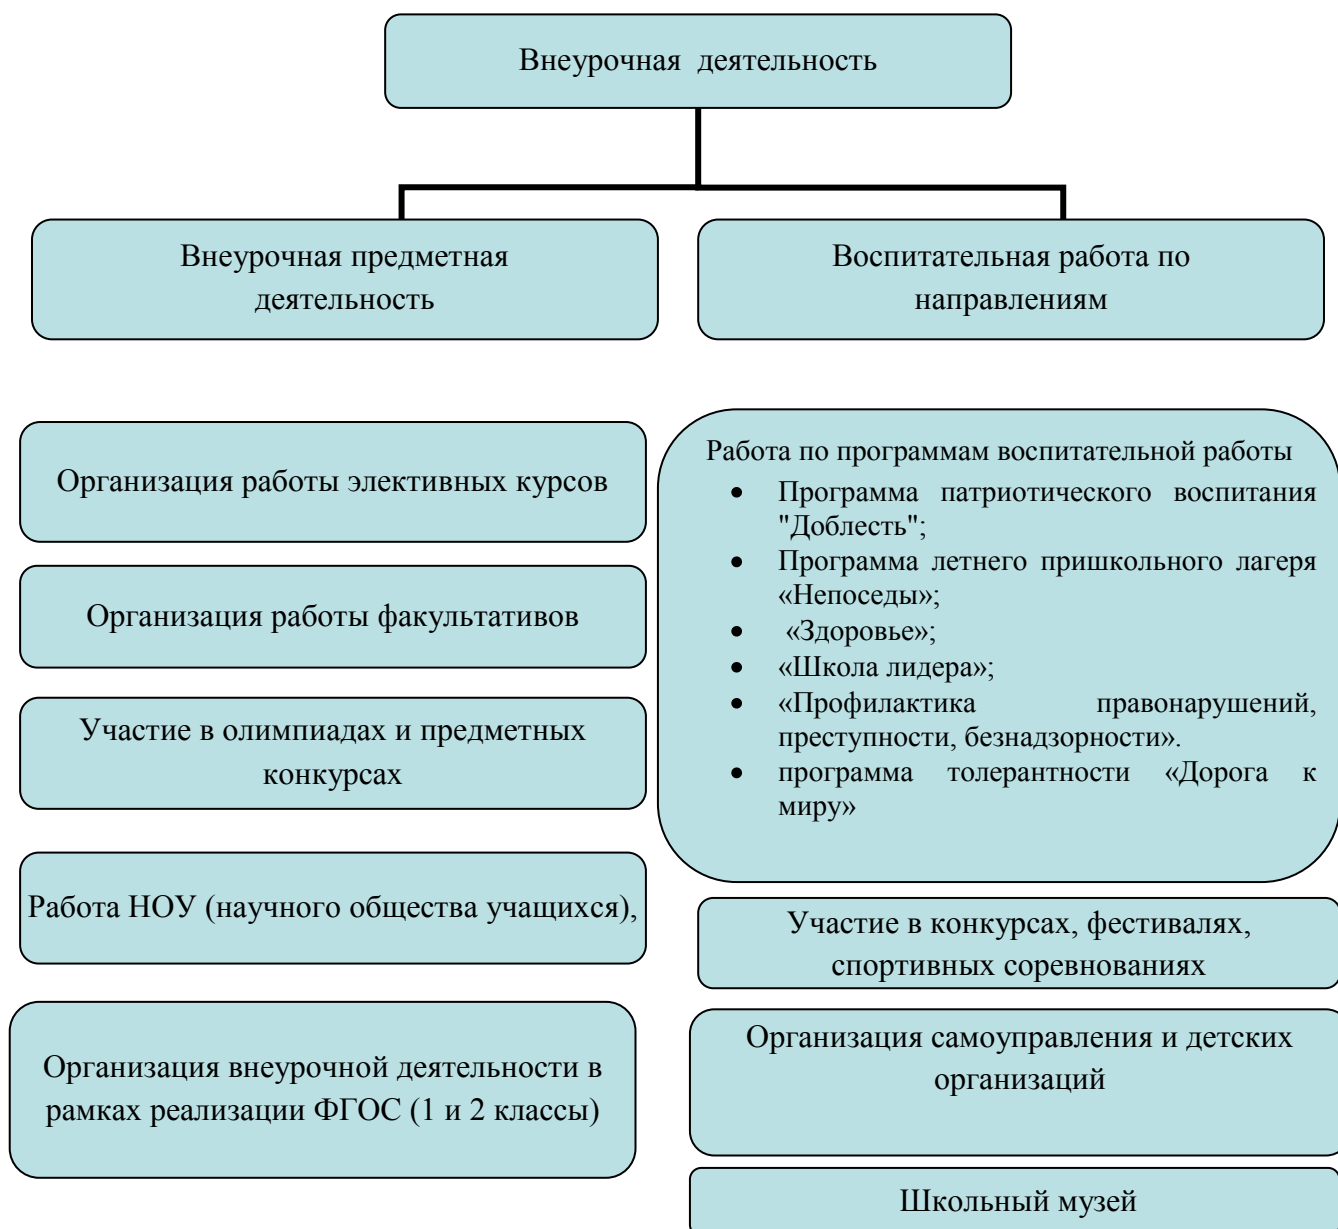 Внеурочная деятельность
Внеурочная предметная
деятельность
Воспитательная работа по
направлениям
Организация работы элективных курсов
Организация работы факультативов
Участие в олимпиадах и предметных
конкурсах
Работа НОУ (научного общества учащихся),
Организация внеурочной деятельности в
рамках реализации ФГОС (1 и 2 классы)
Работа по программам воспитательной работы
• Программа патриотического воспитания
"Доблесть";
• Программа летнего пришкольного лагеря
«Непоседы»;
• «Здоровье»;
• «Школа лидера»;
• «Профилактика правонарушений,
преступности, безнадзорности».
• программа толерантности «Дорога к
миру»
Участие в конкурсах, фестивалях,
спортивных соревнованиях
Организация самоуправления и детских
организаций
Школьный музей